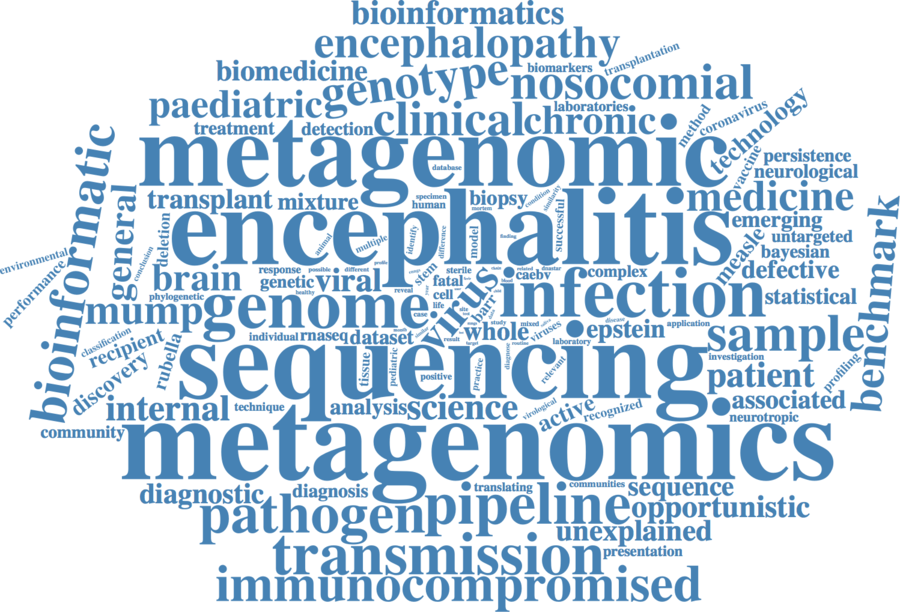 bioinformatics
encephalopathy
transplantation
biomedicine
biomarkers
genotype
nosocomial
paediatric
laboratories
treatment
detection
clinical
chronic
method
coronavirus
technology
metagenomic
database
vaccine
persistence
neurological
transplant
mixture
specimen
human
biopsy
morten
condition
similarity
successful
medicine
encephalitis
emerging
untargeted
bayesian
measle
defective
bioinformatic
general
deletion
conclusion
environmental
performance
animal
multiple
identify
difference
model
finding
brain
response
possible
different
profile
stem
sterile
related
disaster
caebv
complex
genetic
viral
healthy
reveal
fatal
cell
life
phylogenetic
mump
genome
case
virus
barr
infection
statistical
benchmark
classification
recipient
rubella
discovery
individual
rnaseq
dataset
whole
study
mixed
viruses
epstein
disease
application
sample
result
target
routine
laboratory
sequencing
tissue
pediatric
positive
practice
diagnose
relevant
investigation
patient
profiling
internal
technique
analysis
science
virological
active
recognized
associated
neurotropic
community
metagenomics
diagnostic
diagnosis
translating
communities
sequence
pathogen
pipeline
opportunistic
unexplained
transmission
presentation
immunocompromised